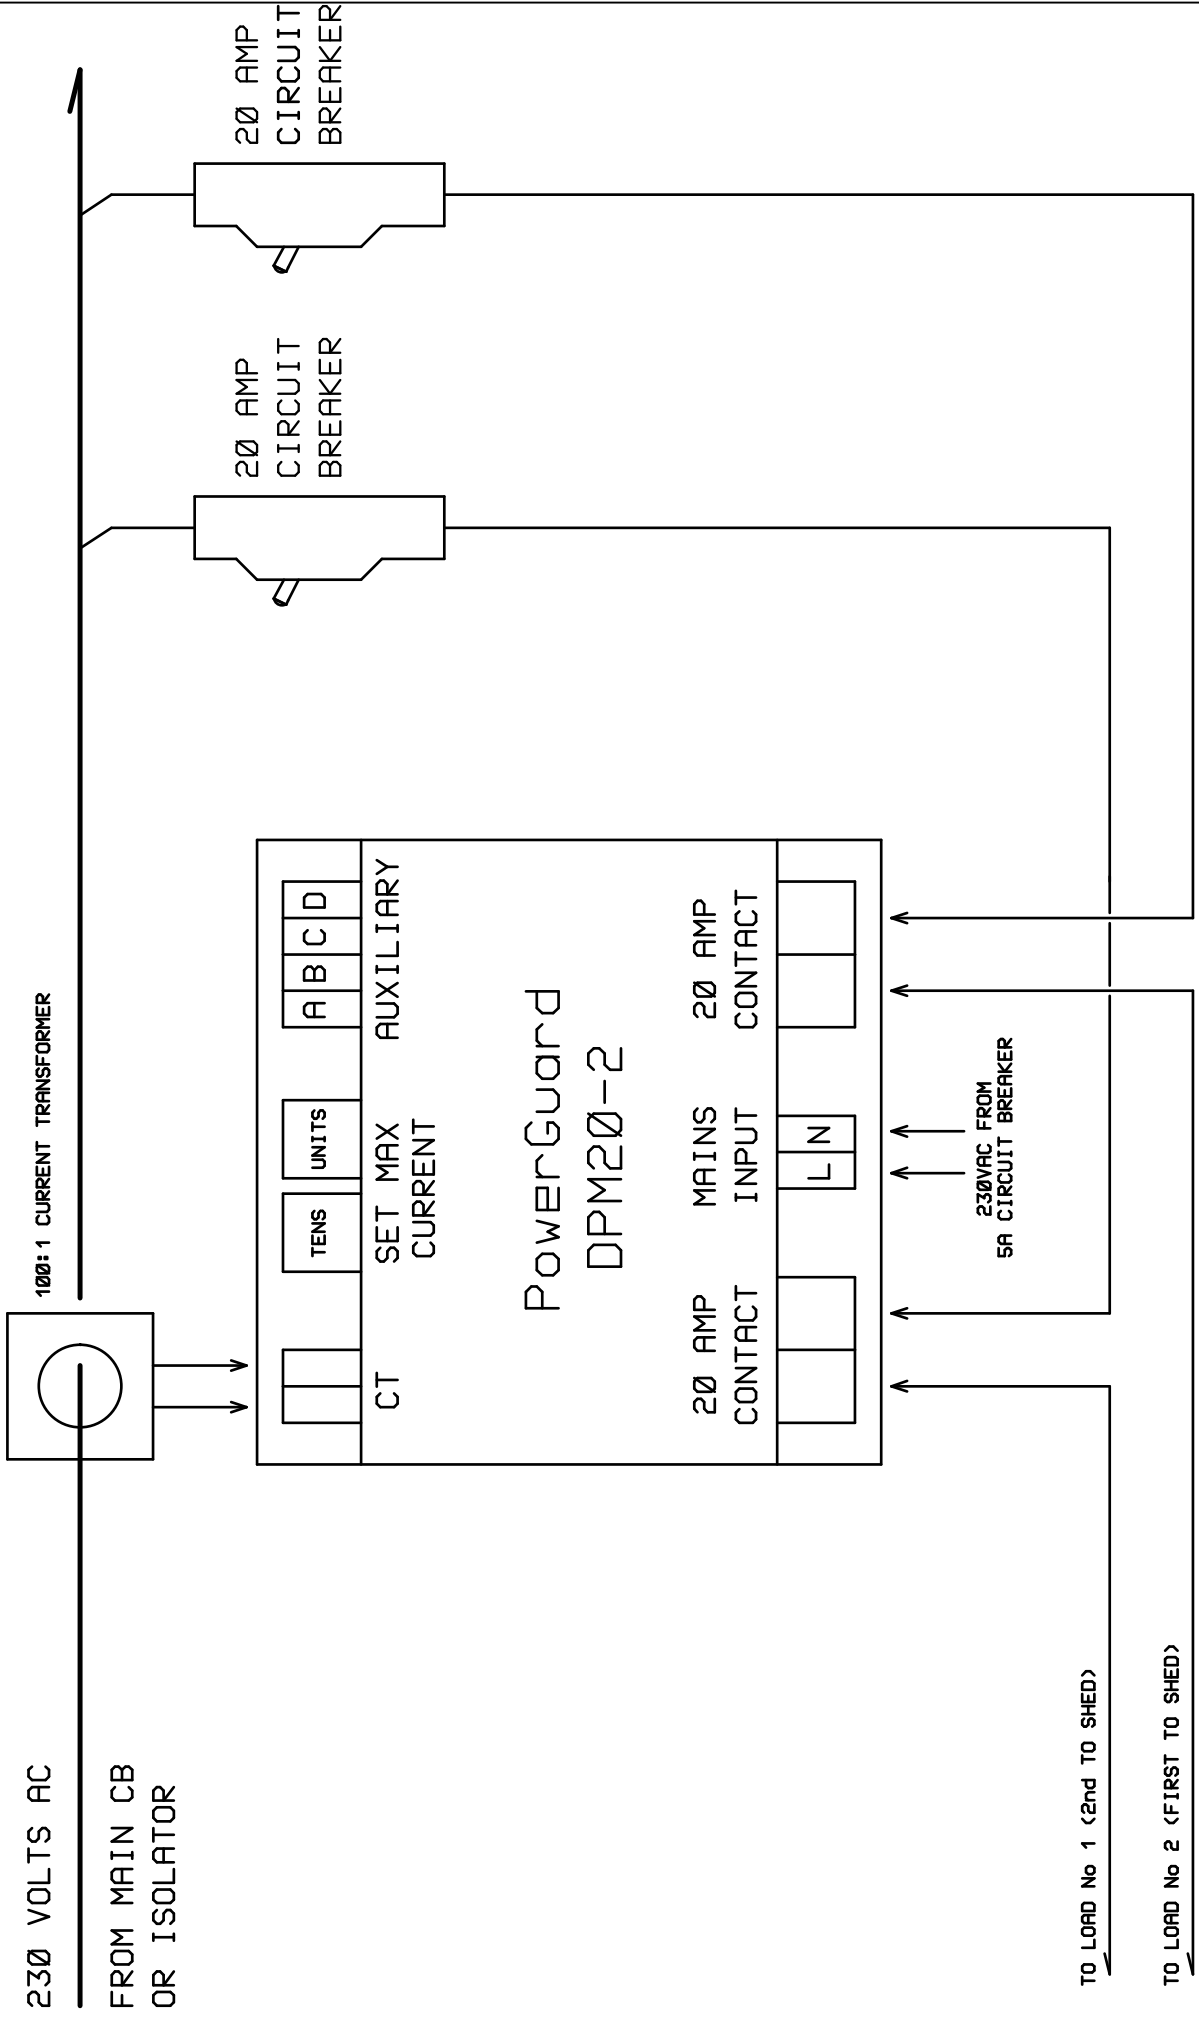 230 VOLTS AC
FROM MAIN CB
OR ISOLATOR
100:1 CURRENT TRANSFORMER
20 AMP
CIRCUIT
BREAKER
20 AMP
CIRCUIT
BREAKER
TENS
UNITS
A B C D
CT
SET MAX
CURRENT
AUXILIARY
PowerGuard
DPM20-2
20 AMP
CONTACT
MAINS
INPUT
20 AMP
CONTACT
L N
230VAC FROM
5A CIRCUIT BREAKER
TO LOAD No 1 (2nd TO SHED)
TO LOAD No 2 (FIRST TO SHED)